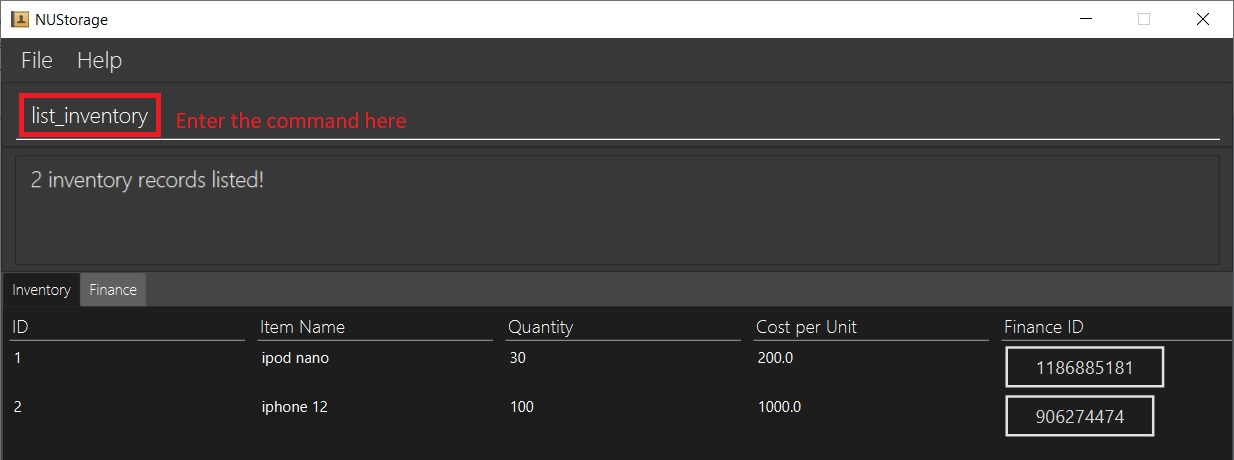 NUStorage
File Help
list_inventory Enter the command here
2 inventory records listed!
Inventory Finance
ID Item Name Quantity Cost per Unit Finance ID
1 ipod nano 30 200.0 1186885181
2 iphone 12 100 1000.0 906274474